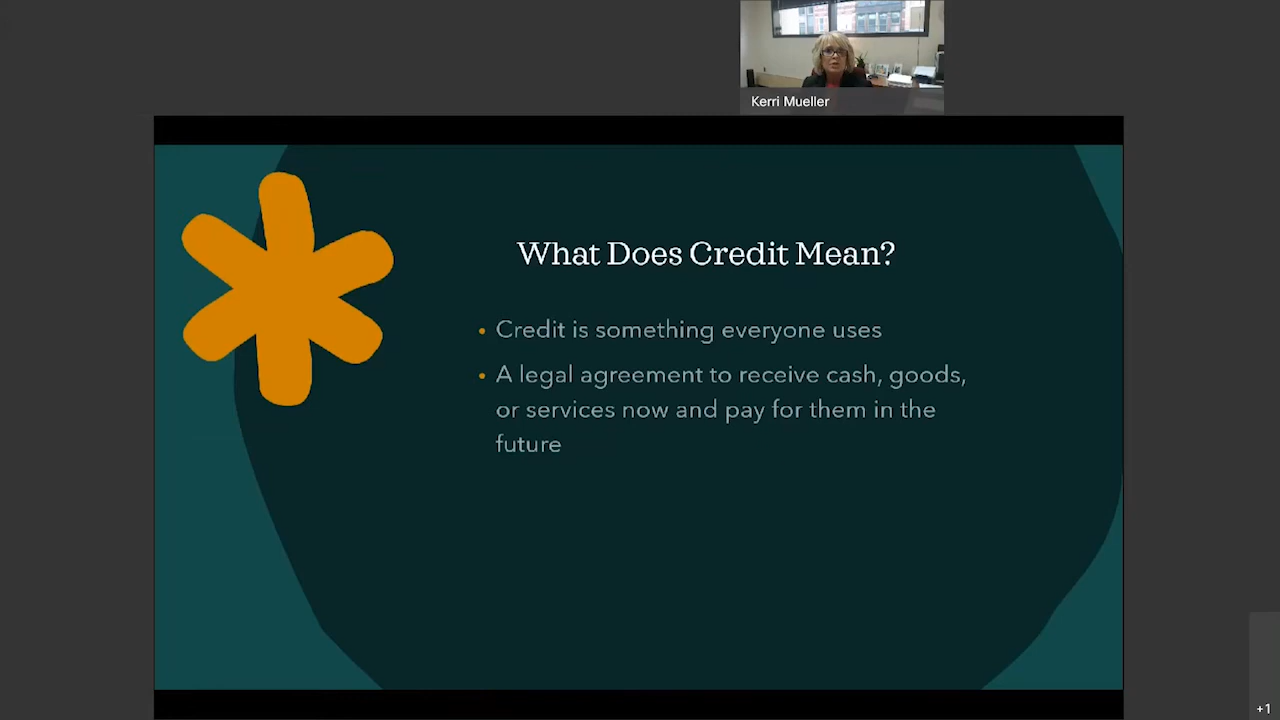 Kerri Mueller
What Does Credit Mean?
• Credit is something everyone uses
• A legal agreement to receive cash, goods,
or services now and pay for them in the
future
+1